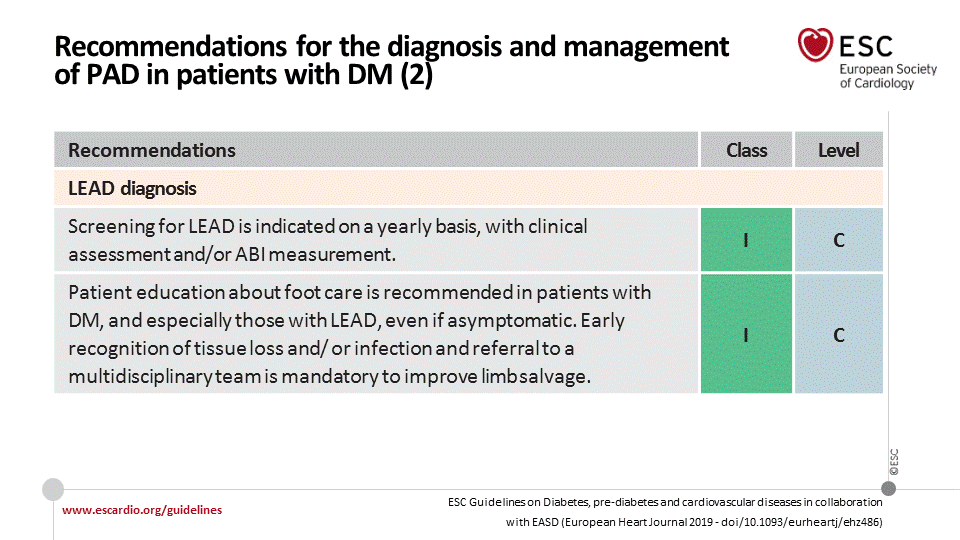 Recommendations for the diagnosis and management
of PAD in patients with DM (2)
ESC
European Society
of Cardiology
Recommendations Class Level
LEAD diagnosis
Screening for LEAD is indicated on a yearly basis, with clinical
assessment and/or ABI measurement.
I C
Patient education about foot care is recommended in patients with
DM, and especially those with LEAD, even if asymptomatic. Early
recognition of tissue loss and/ or infection and referral to a
multidisciplinary team is mandatory to improve limb salvage.
I C
©ESC
www.escardio.org/guidelines
ESC Guidelines on Diabetes, pre-diabetes and cardiovascular diseases in collaboration
with EASD (European Heart Journal 2019 - doi/10.1093/eurheartj/ehz486)